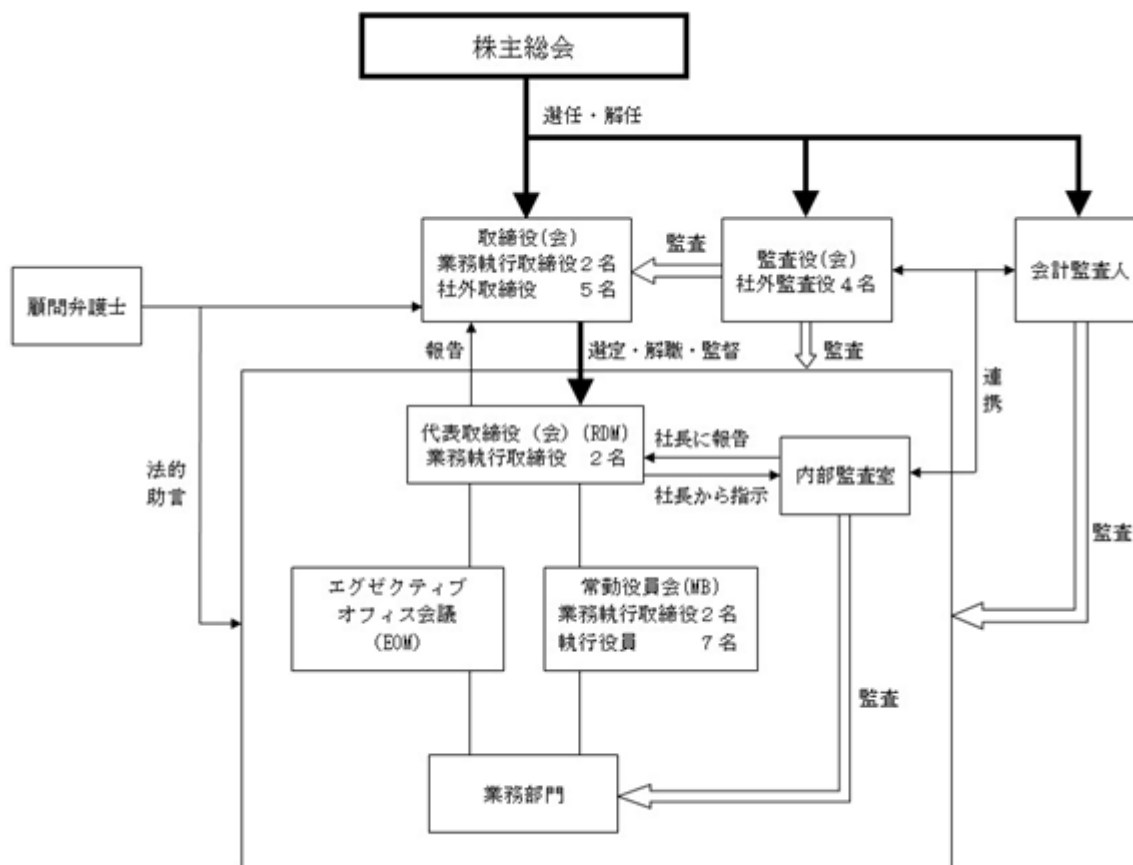 株主総会
選任・解任
取締役(会)
業務執行取締役2名
社外取締役　5名
監査
監査役(会)
社外監査役4名
会計監査人
顧問弁護士
報告
選定・解職・監督
監査
連携
代表取締役（会）(RDM)
業務執行取締役　2名
社長に報告
社長から指示
内部監査室
法的
助言
監査
エグゼクティブ
オフィス会議
(EOM)
常勤役員会(MB)
業務執行取締役2名
執行役員　7名
監査
業務部門